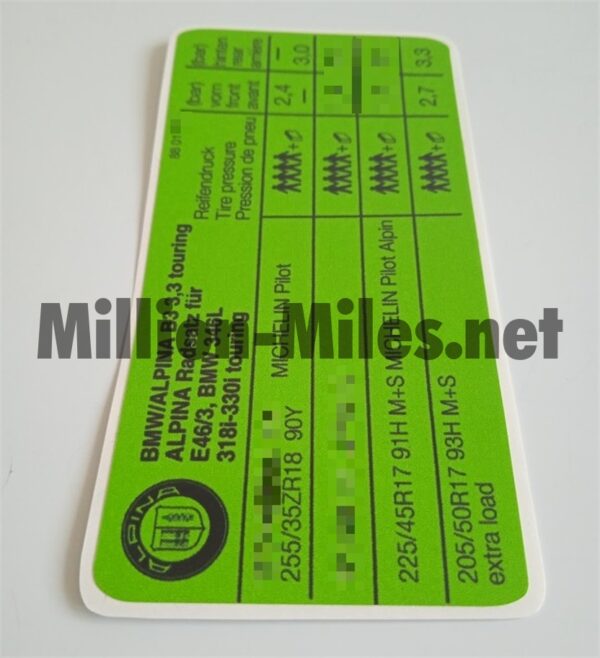 BMW/ALPINA B3 3,3 touring
ALPINA Radsatz für
E46/3, BMW 346L
318i-330i touring
88 01
Reifendruck
Tire pressure
Pression de pneu
(bar)
vorn
front
avant
(bar)
hinten
rear
arrière
2,4 –
255/35ZR18 90Y MICHELIN Pilot + – 3.0
+
225/45R17 91H M+S MICHELIN Pilot Alpin +
205/50R17 93H M+S + 2,7 3,3
extra load
ALPINA
Million-Miles.net